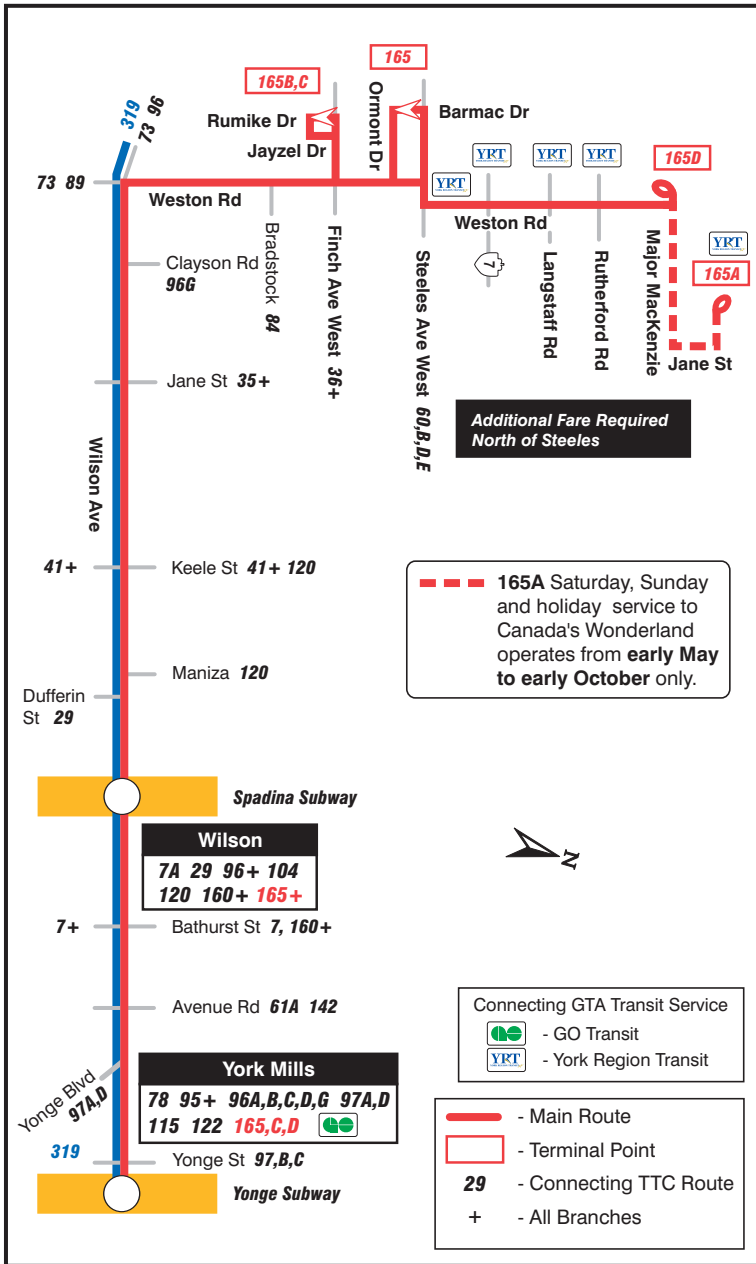 165
165B,C
319
73 96
Rumike Dr
Jayzel Dr
Ormont Dr
Barmac Dr
YRT
YRT
YRT
YRT
165D
73 89
Weston Rd
Weston Rd
YRT
165A
Clayson Rd
96G
Bradstock 84
Finch Ave West 36+
Steeles Ave West 60,B,D,E
7
Langstaff Rd
Rutherford Rd
Major MacKenzie
Jane St
Jane St 35+
Additional Fare Required
North of Steeles
Wilson Ave
41+
Keele St 41+ 120
165A Saturday, Sunday
and holiday service to
Canada's Wonderland
operates from early May
to early October only.
Maniza 120
Dufferin
St 29
Spadina Subway
Wilson
7A 29 96+ 104
120 160+ 165+
N
7+
Bathurst St 7, 160+
Avenue Rd 61A 142
Connecting GTA Transit Service
- GO Transit
YRT - York Region Transit
Yonge Blvd
97A,D
York Mills
78 95+ 96A,B,C,D,G 97A,D
115 122 165,C,D
319
Yonge St 97,B,C
Yonge Subway
- Main Route
- Terminal Point
29 - Connecting TTC Route
+ - All Branches